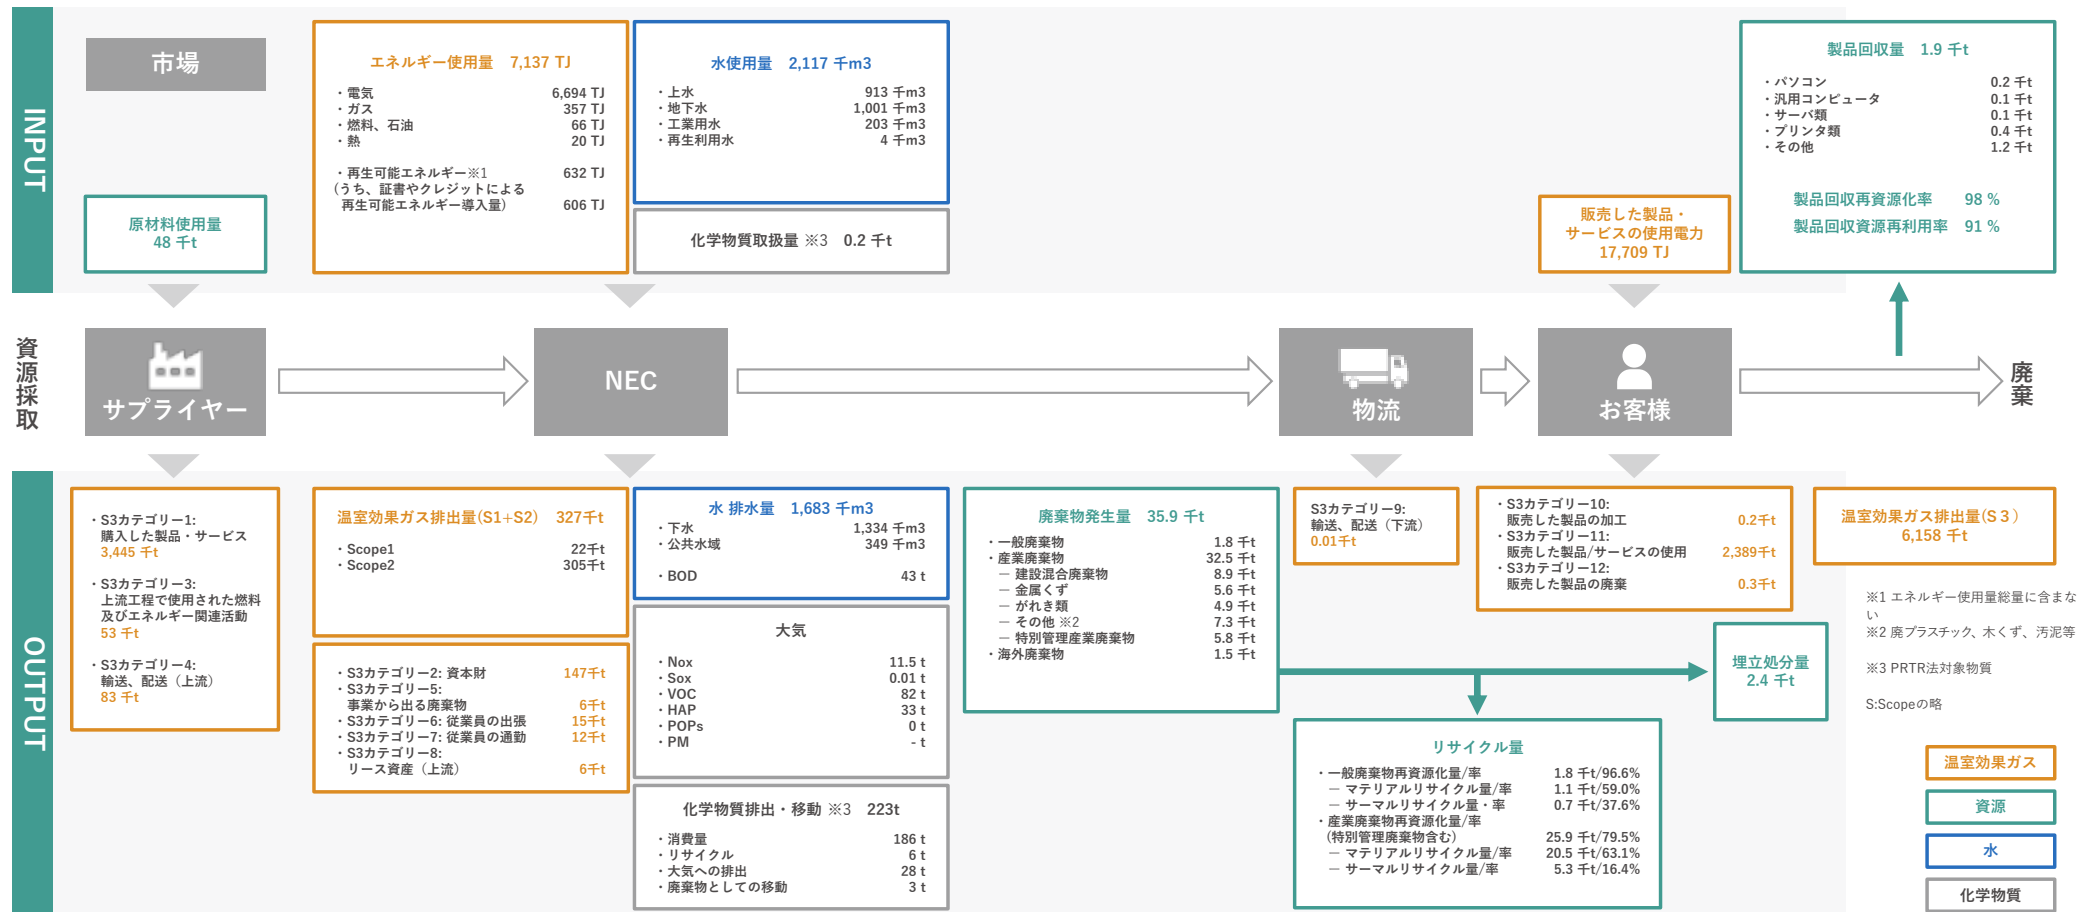 INPUT
市場
原材料使用量
48 千t
エネルギー使用量　7,137 TJ
・電気 6,694 TJ
・ガス 357 TJ
・燃料、石油 66 TJ
・熱 20 TJ
・再生可能エネルギー※1 632 TJ
(うち、証書やクレジットによる
再生可能エネルギー導入量) 606 TJ
水使用量　2,117 千m3
・上水 913 千m3
・地下水 1,001 千m3
・工業用水 203 千m3
・再生利用水 4 千m3
化学物質取扱量 ※3　0.2 千t
販売した製品・
サービスの使用電力
17,709 TJ
製品回収量　1.9 千t
・パソコン 0.2 千t
・汎用コンピュータ 0.1 千t
・サーバ類 0.1 千t
・プリンタ類 0.4 千t
・その他 1.2 千t
製品回収再資源化率 98 %
製品回収資源再利用率 91 %
資源採取
サプライヤー
NEC
物流
お客様
廃棄
OUTPUT
・S3カテゴリー1:
購入した製品・サービス
3,445 千t
・S3カテゴリー3:
上流工程で使用された燃料
及びエネルギー関連活動
53 千t
・S3カテゴリー4:
輸送、配送（上流）
83 千t
温室効果ガス排出量(S1+S2)　327千t
・Scope1 22千t
・Scope2 305千t
・S3カテゴリー2: 資本財 147千t
・S3カテゴリー5:
事業から出る廃棄物 6千t
・S3カテゴリー6: 従業員の出張 15千t
・S3カテゴリー7: 従業員の通勤 12千t
・S3カテゴリー8:
リース資産（上流） 6千t
水 排水量　1,683 千m3
・下水 1,334 千m3
・公共水域 349 千m3
・BOD 43 t
大気
・Nox 11.5 t
・Sox 0.01 t
・VOC 82 t
・HAP 33 t
・POPs 0 t
・PM - t
化学物質排出・移動 ※3　223t
・消費量 186 t
・リサイクル 6 t
・大気への排出 28 t
・廃棄物としての移動 3 t
廃棄物発生量　35.9 千t
・一般廃棄物 1.8 千t
・産業廃棄物 32.5 千t
－ 建設混合廃棄物 8.9 千t
－ 金属くず 5.6 千t
－ がれき類 4.9 千t
－ その他 ※2 7.3 千t
－ 特別管理産業廃棄物 5.8 千t
・海外廃棄物 1.5 千t
S3カテゴリー9:
輸送、配送（下流）
0.01千t
・S3カテゴリー10:
販売した製品の加工 0.2千t
・S3カテゴリー11:
販売した製品/サービスの使用 2,389千t
・S3カテゴリー12:
販売した製品の廃棄 0.3千t
温室効果ガス排出量(S３)
6,158 千t
埋立処分量
2.4 千t
リサイクル量
・一般廃棄物再資源化量/率 1.8 千t/96.6%
－ マテリアルリサイクル量/率 1.1 千t/59.0%
－ サーマルリサイクル量・率 0.7 千t/37.6%
・産業廃棄物再資源化量/率
(特別管理廃棄物含む) 25.9 千t/79.5%
－ マテリアルリサイクル量/率 20.5 千t/63.1%
－ サーマルリサイクル量/率 5.3 千t/16.4%
※1 エネルギー使用量総量に含まな
い
※2 廃プラスチック、木くず、汚泥等
※3 PRTR法対象物質
S:Scopeの略
温室効果ガス
資源
水
化学物質